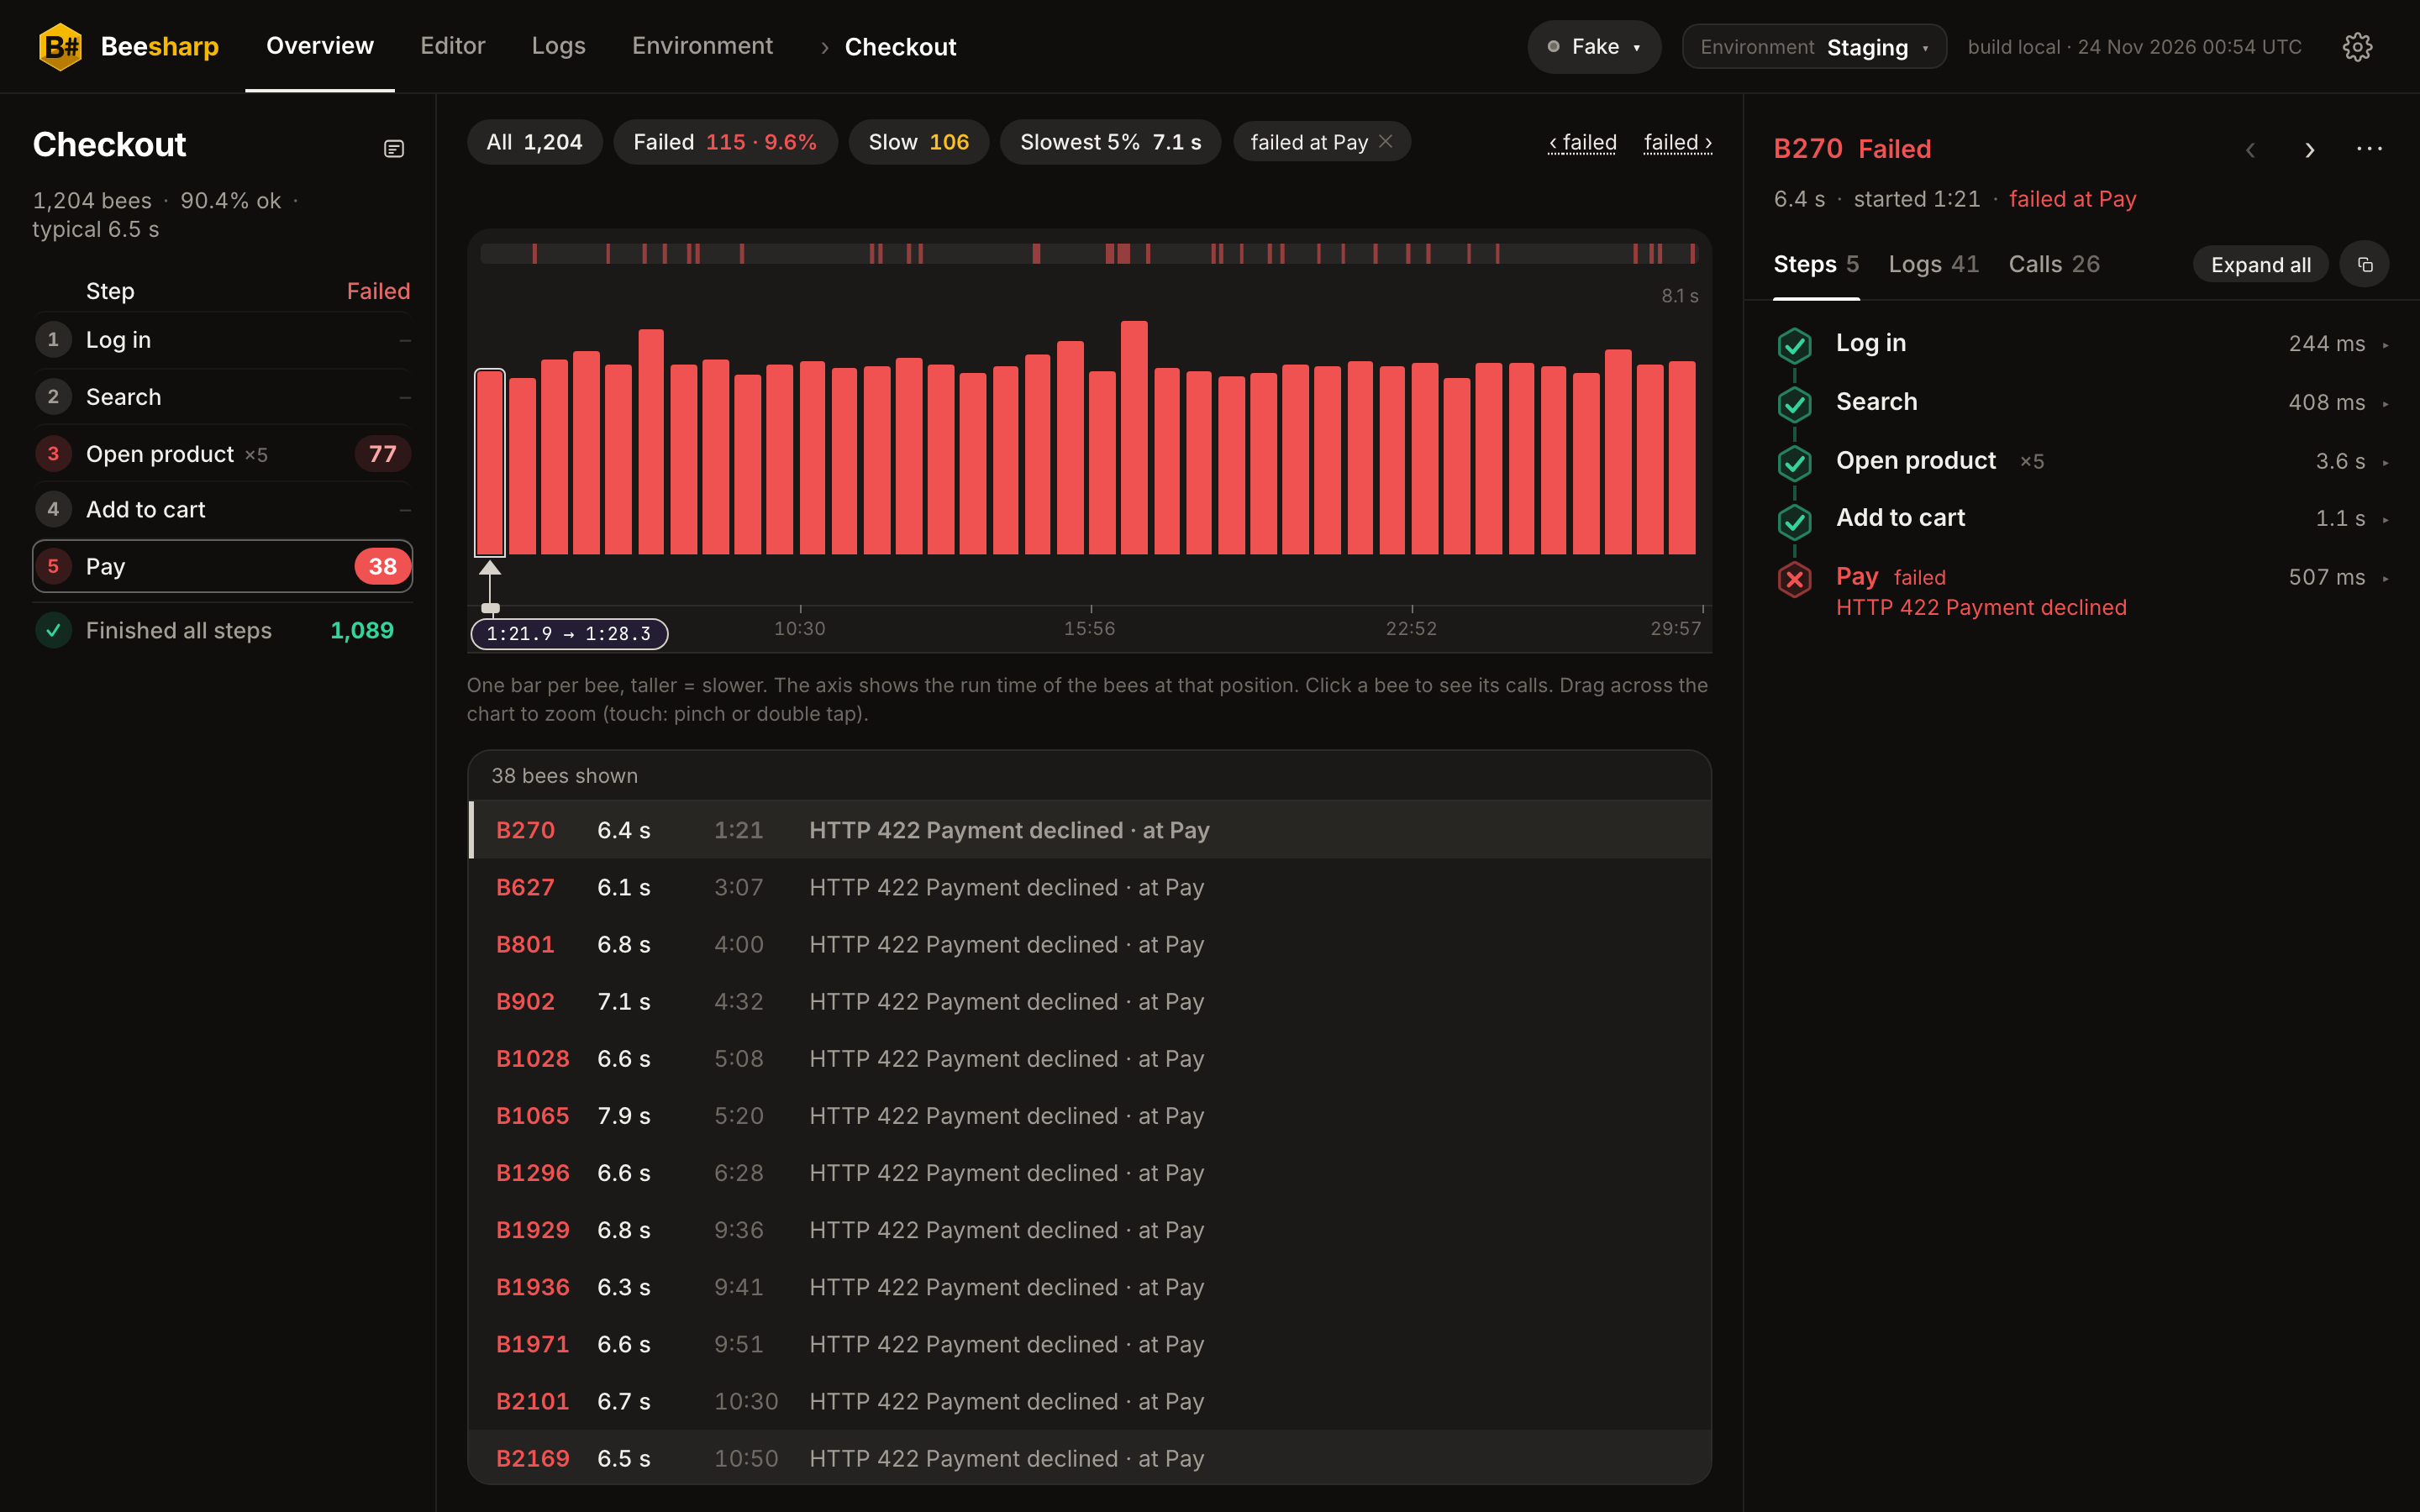 B# Beesharp Overview Editor Logs Environment › Checkout Fake ▾ Environment Staging ▾ build local · 24 Nov 2026 00:54 UTC
Checkout
1,204 bees · 90.4% ok ·
typical 6.5 s
Step Failed
1 Log in –
2 Search –
3 Open product ×5 77
4 Add to cart –
5 Pay 38
Finished all steps 1,089
All 1,204 Failed 115 · 9.6% Slow 106 Slowest 5% 7.1 s failed at Pay ‹ failed failed ›
8.1 s
1:21.9 → 1:28.3 10:30 15:56 22:52 29:57
One bar per bee, taller = slower. The axis shows the run time of the bees at that position. Click a bee to see its calls. Drag across the
chart to zoom (touch: pinch or double tap).
38 bees shown
B270 6.4 s 1:21 HTTP 422 Payment declined · at Pay
B627 6.1 s 3:07 HTTP 422 Payment declined · at Pay
B801 6.8 s 4:00 HTTP 422 Payment declined · at Pay
B902 7.1 s 4:32 HTTP 422 Payment declined · at Pay
B1028 6.6 s 5:08 HTTP 422 Payment declined · at Pay
B1065 7.9 s 5:20 HTTP 422 Payment declined · at Pay
B1296 6.6 s 6:28 HTTP 422 Payment declined · at Pay
B1929 6.8 s 9:36 HTTP 422 Payment declined · at Pay
B1936 6.3 s 9:41 HTTP 422 Payment declined · at Pay
B1971 6.6 s 9:51 HTTP 422 Payment declined · at Pay
B2101 6.7 s 10:30 HTTP 422 Payment declined · at Pay
B2169 6.5 s 10:50 HTTP 422 Payment declined · at Pay
B270 Failed ‹ › ···
6.4 s · started 1:21 · failed at Pay
Steps 5 Logs 41 Calls 26 Expand all
Log in 244 ms
Search 408 ms
Open product ×5 3.6 s
Add to cart 1.1 s
Pay failed 507 ms
HTTP 422 Payment declined